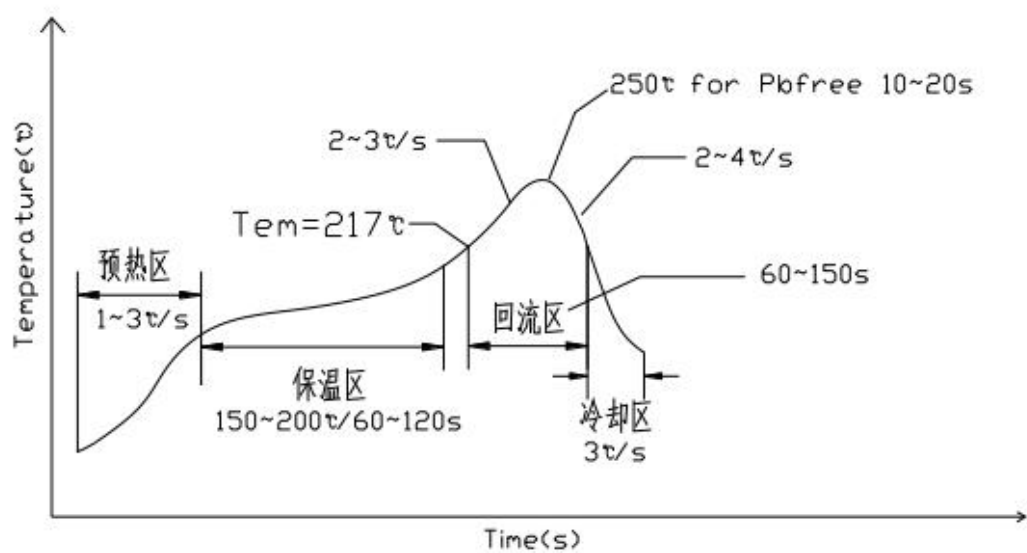 250℃ for Pbfree 10~20s
2~3℃/s
2~4℃/s
Tem=217℃
预热区
1~3℃/s
60~150s
回流区
保温区
150~200℃/60~120s
冷却区
3℃/s
Temperature(℃)
Time(s)